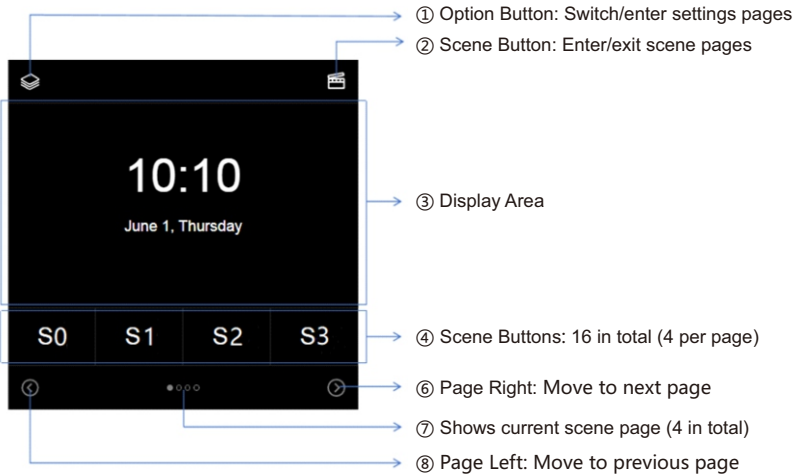 ① Option Button: Switch/enter settings pages
② Scene Button: Enter/exit scene pages
10:10
June 1, Thursday
③ Display Area
S0 S1 S2 S3
④ Scene Buttons: 16 in total (4 per page)
⑥ Page Right: Move to next page
⑦ Shows current scene page (4 in total)
⑧ Page Left: Move to previous page